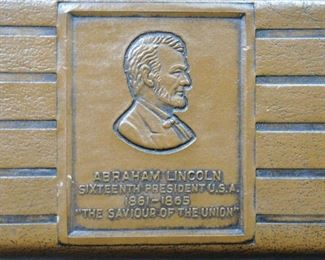 ABRAHAM LINCOLN
SIXTEENTH PRESIDENT U.S.A.
1861-1865
"THE SAVIOUR OF THE UNION"